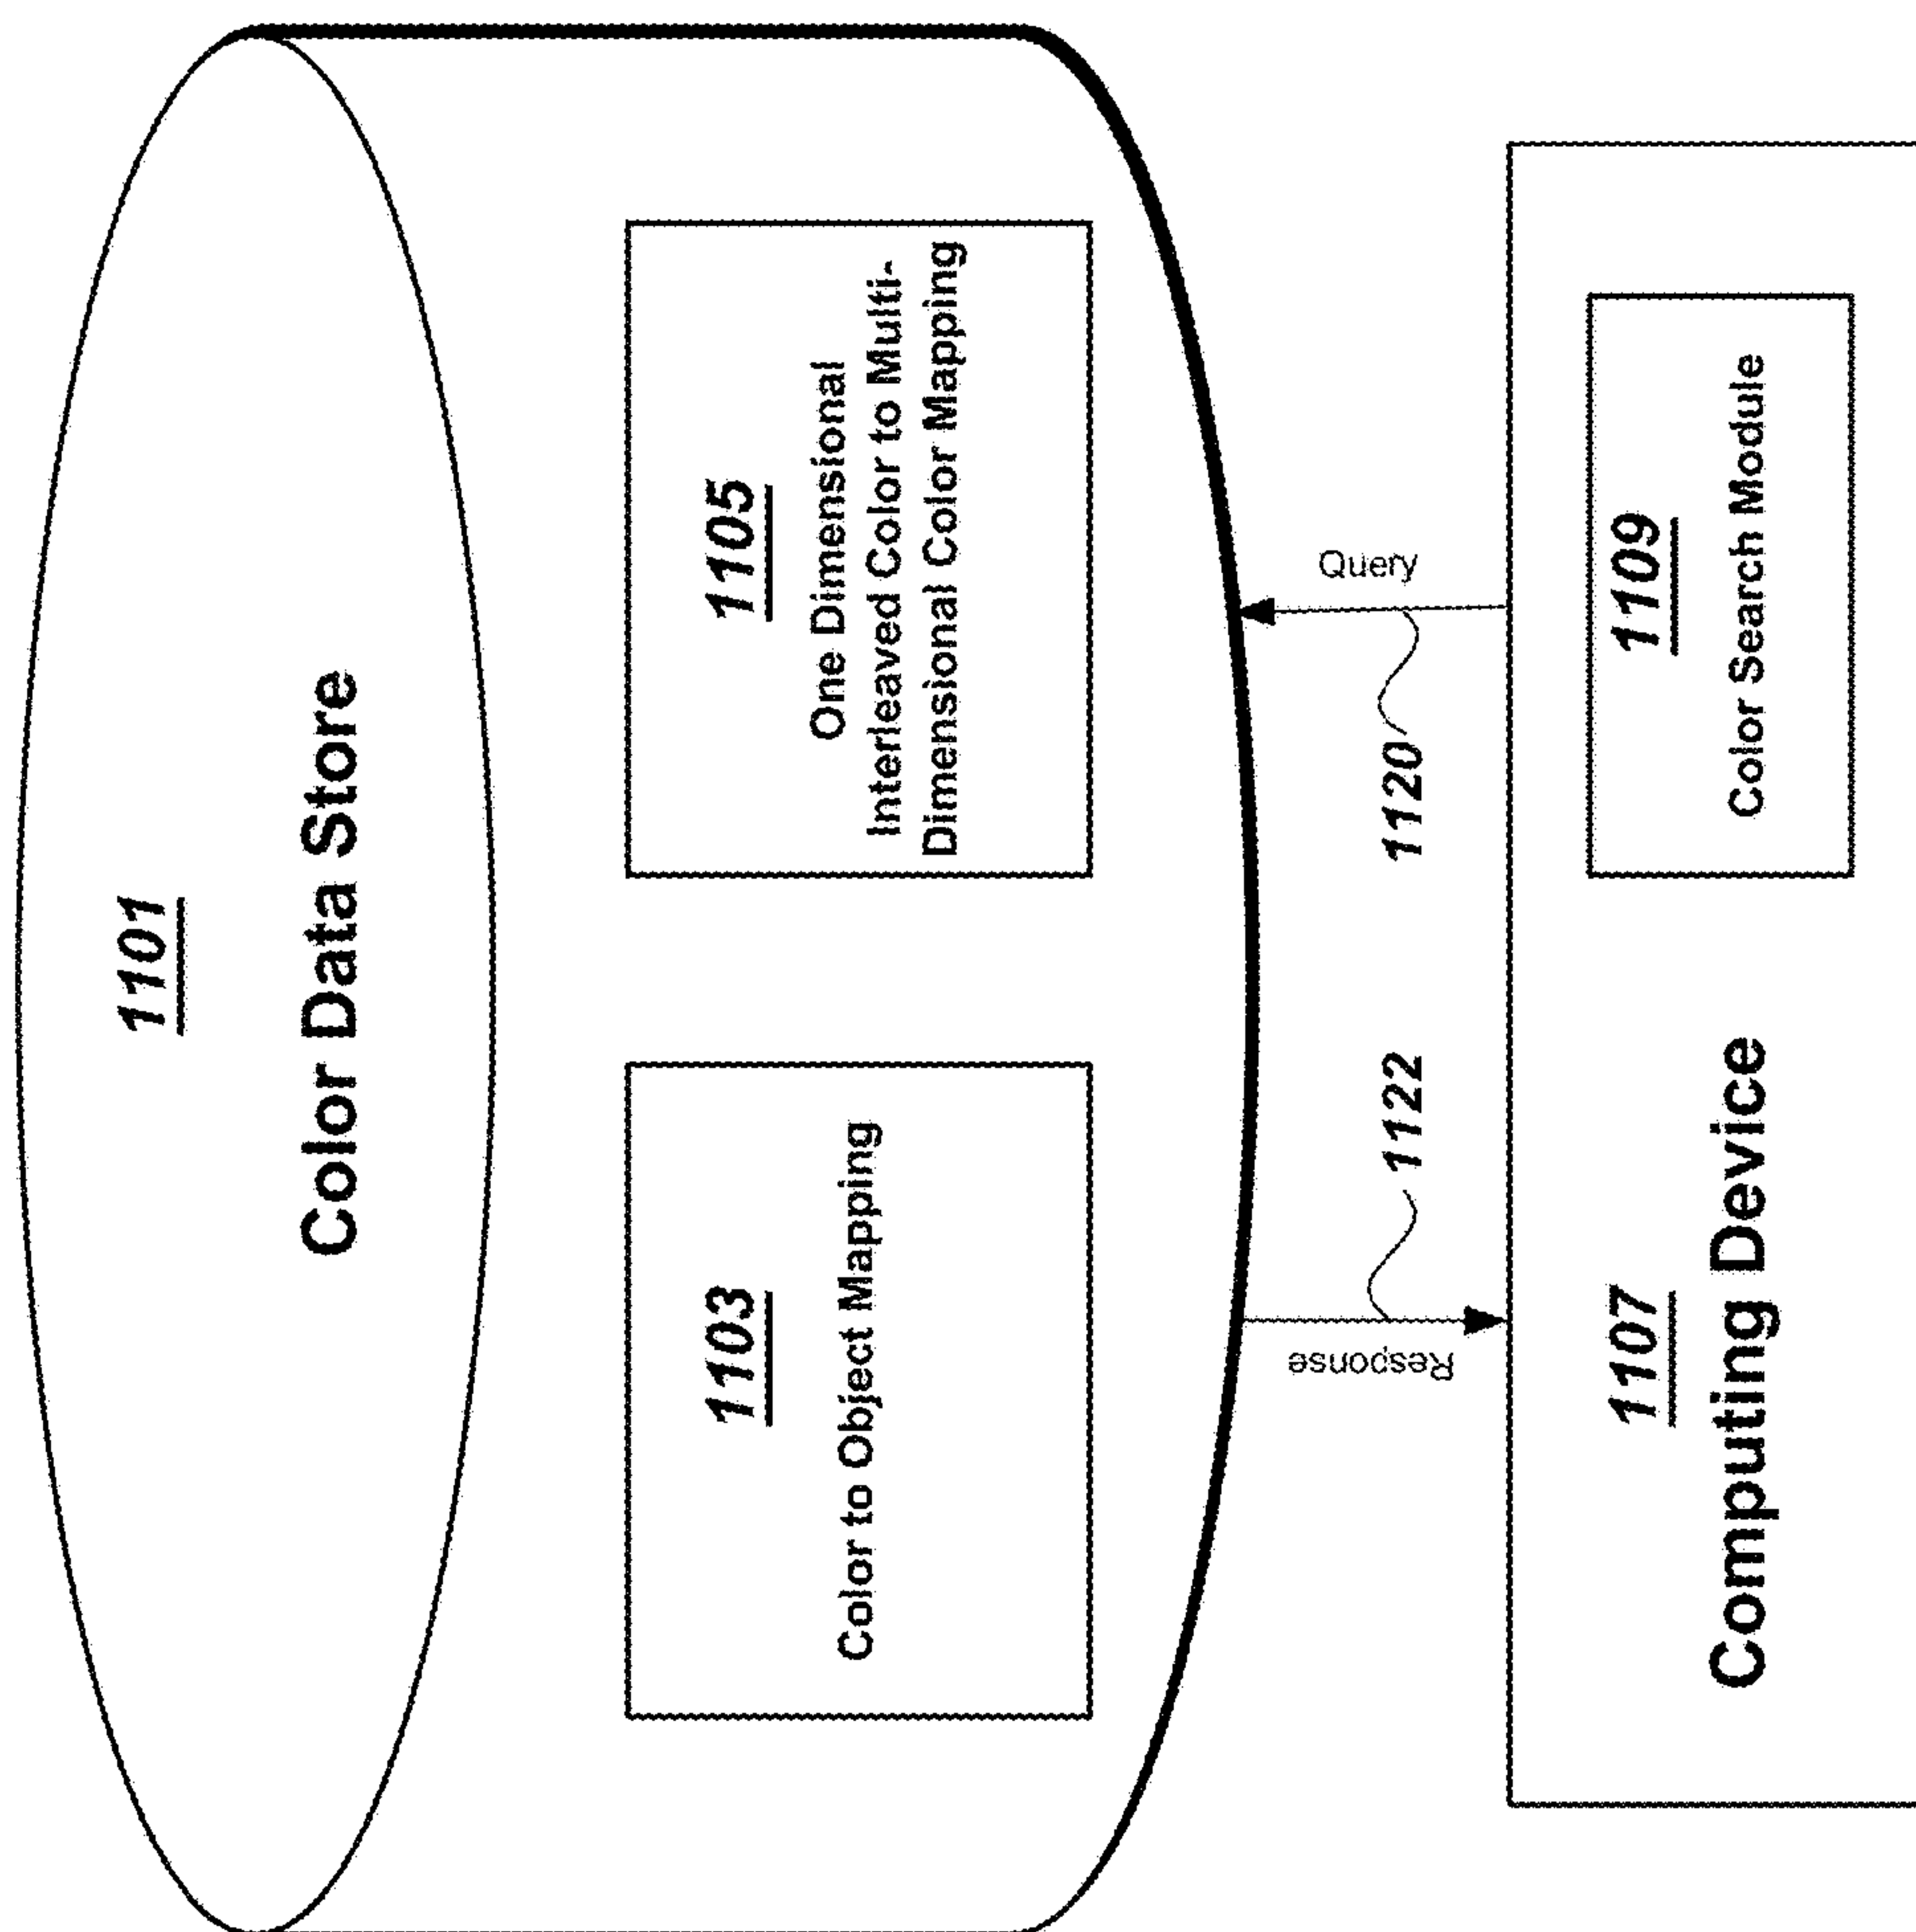 1101
Color Data Store
1103
Color to Object Mapping
1105
One Dimensional
Interleaved Color to Multi-
Dimensional Color Mapping
Response
1122
1120
Query
1107
Computing Device
1109
Color Search Module